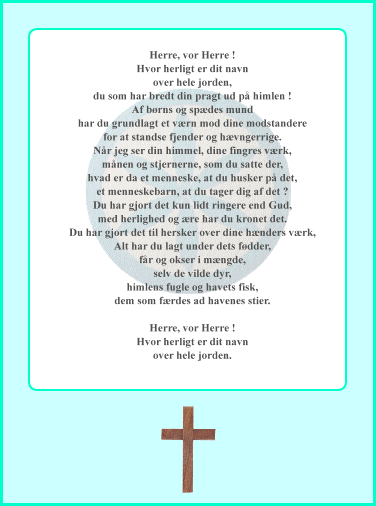 Herre, vor Herre !
Hvor herligt er dit navn
over hele jorden,
du som har bredt din pragt ud på himlen !
Af børns og spædes mund
har du grundlagt et værn mod dine modstandere
for at standse fjender og hævngerrige.
Når jeg ser din himmel, dine fingres værk,
månen og stjernerne, som du satte der,
hvad er da et menneske, at du husker på det,
et menneskebarn, at du tager dig af det ?
Du har gjort det kun lidt ringere end Gud,
med herlighed og ære har du kronet det.
Du har gjort det til hersker over dine hænders værk,
Alt har du lagt under dets fødder,
får og okser i mængde,
selv de vilde dyr,
himlens fugle og havets fisk,
dem som færdes ad havenes stier.
Herre, vor Herre !
Hvor herligt er dit navn
over hele jorden.